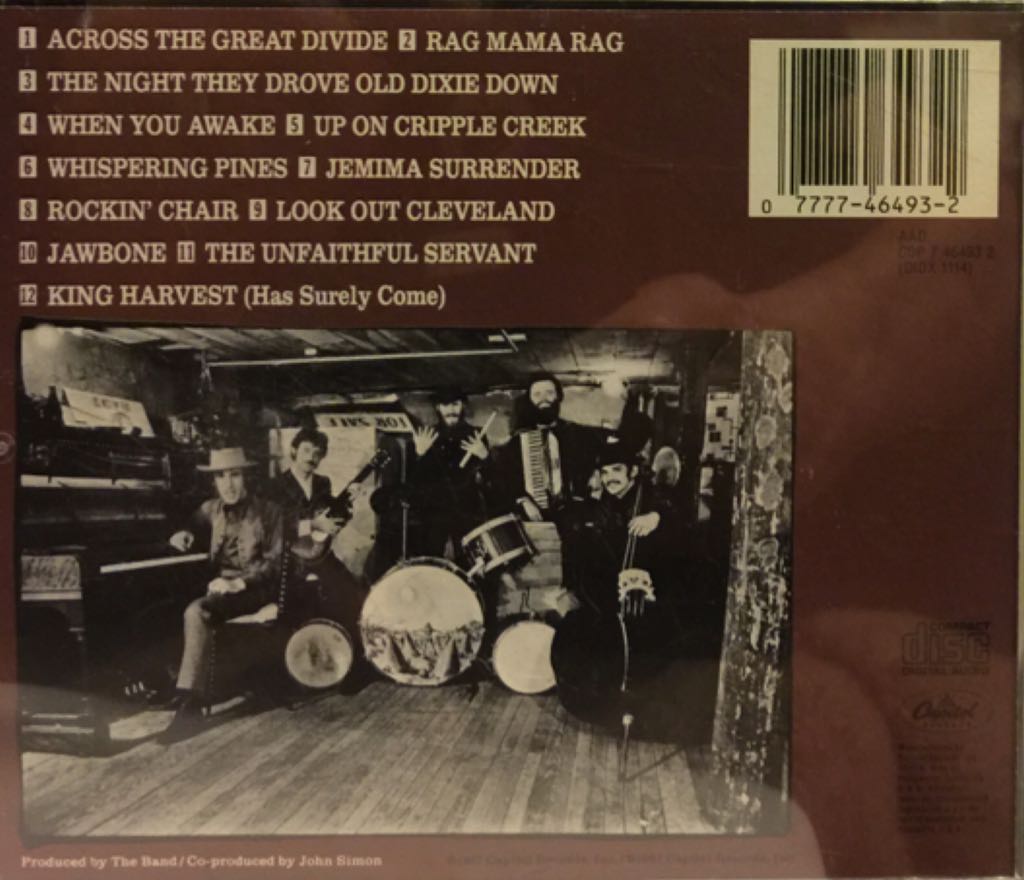 1 ACROSS THE GREAT DIVIDE 2 RAG MAMA RAG
3 THE NIGHT THEY DROVE OLD DIXIE DOWN
4 WHEN YOU AWAKE 5 UP ON CRIPPLE CREEK
6 WHISPERING PINES 7 JEMIMA SURRENDER
8 ROCKIN' CHAIR 9 LOOK OUT CLEVELAND
10 JAWBONE 11 THE UNFAITHFUL SERVANT
12 KING HARVEST (Has Surely Come)
0 7777-46493-2
AAD
CDP 7 46493 2
(DIDX 1114)
COMPACT
disc
DIGITAL AUDIO
Capitol
Produced by The Band/Co-produced by John Simon